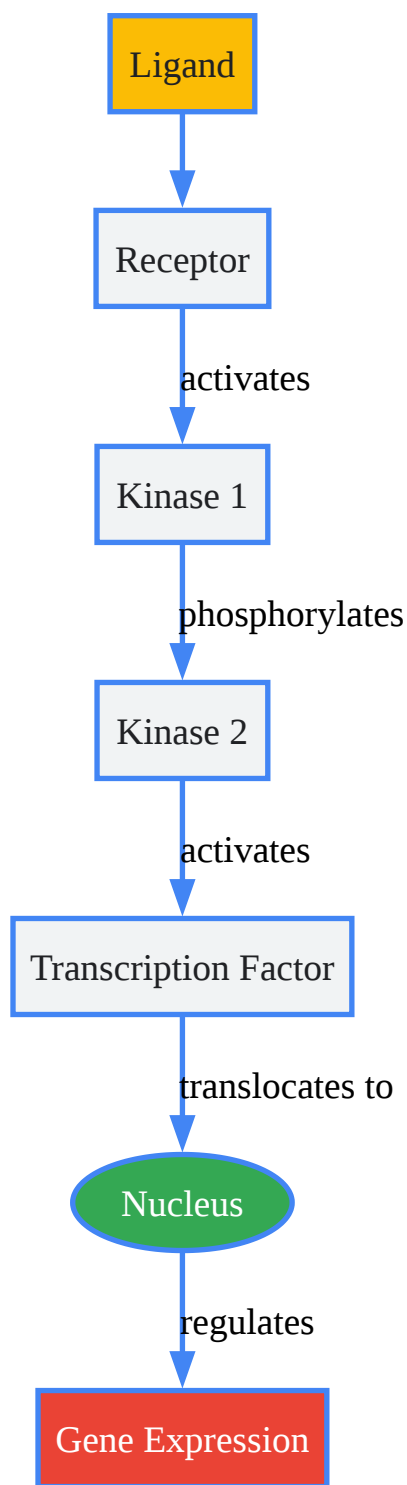 Ligand
Receptor
activates
Kinase 1
phosphorylates
Kinase 2
activates
Transcription Factor
translocates to
Nucleus
regulates
Gene Expression